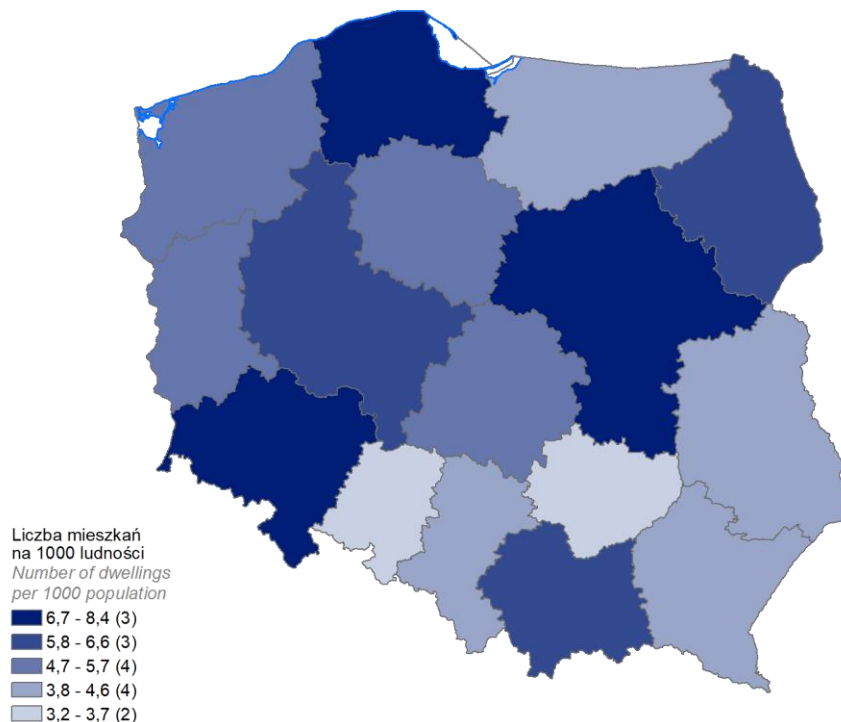 Liczba mieszkań
na 1000 ludności
Number of dwellings
per 1000 population
6,7 - 8,4 (3)
5,8 - 6,6 (3)
4,7 - 5,7 (4)
3,8 - 4,6 (4)
3,2 - 3,7 (2)